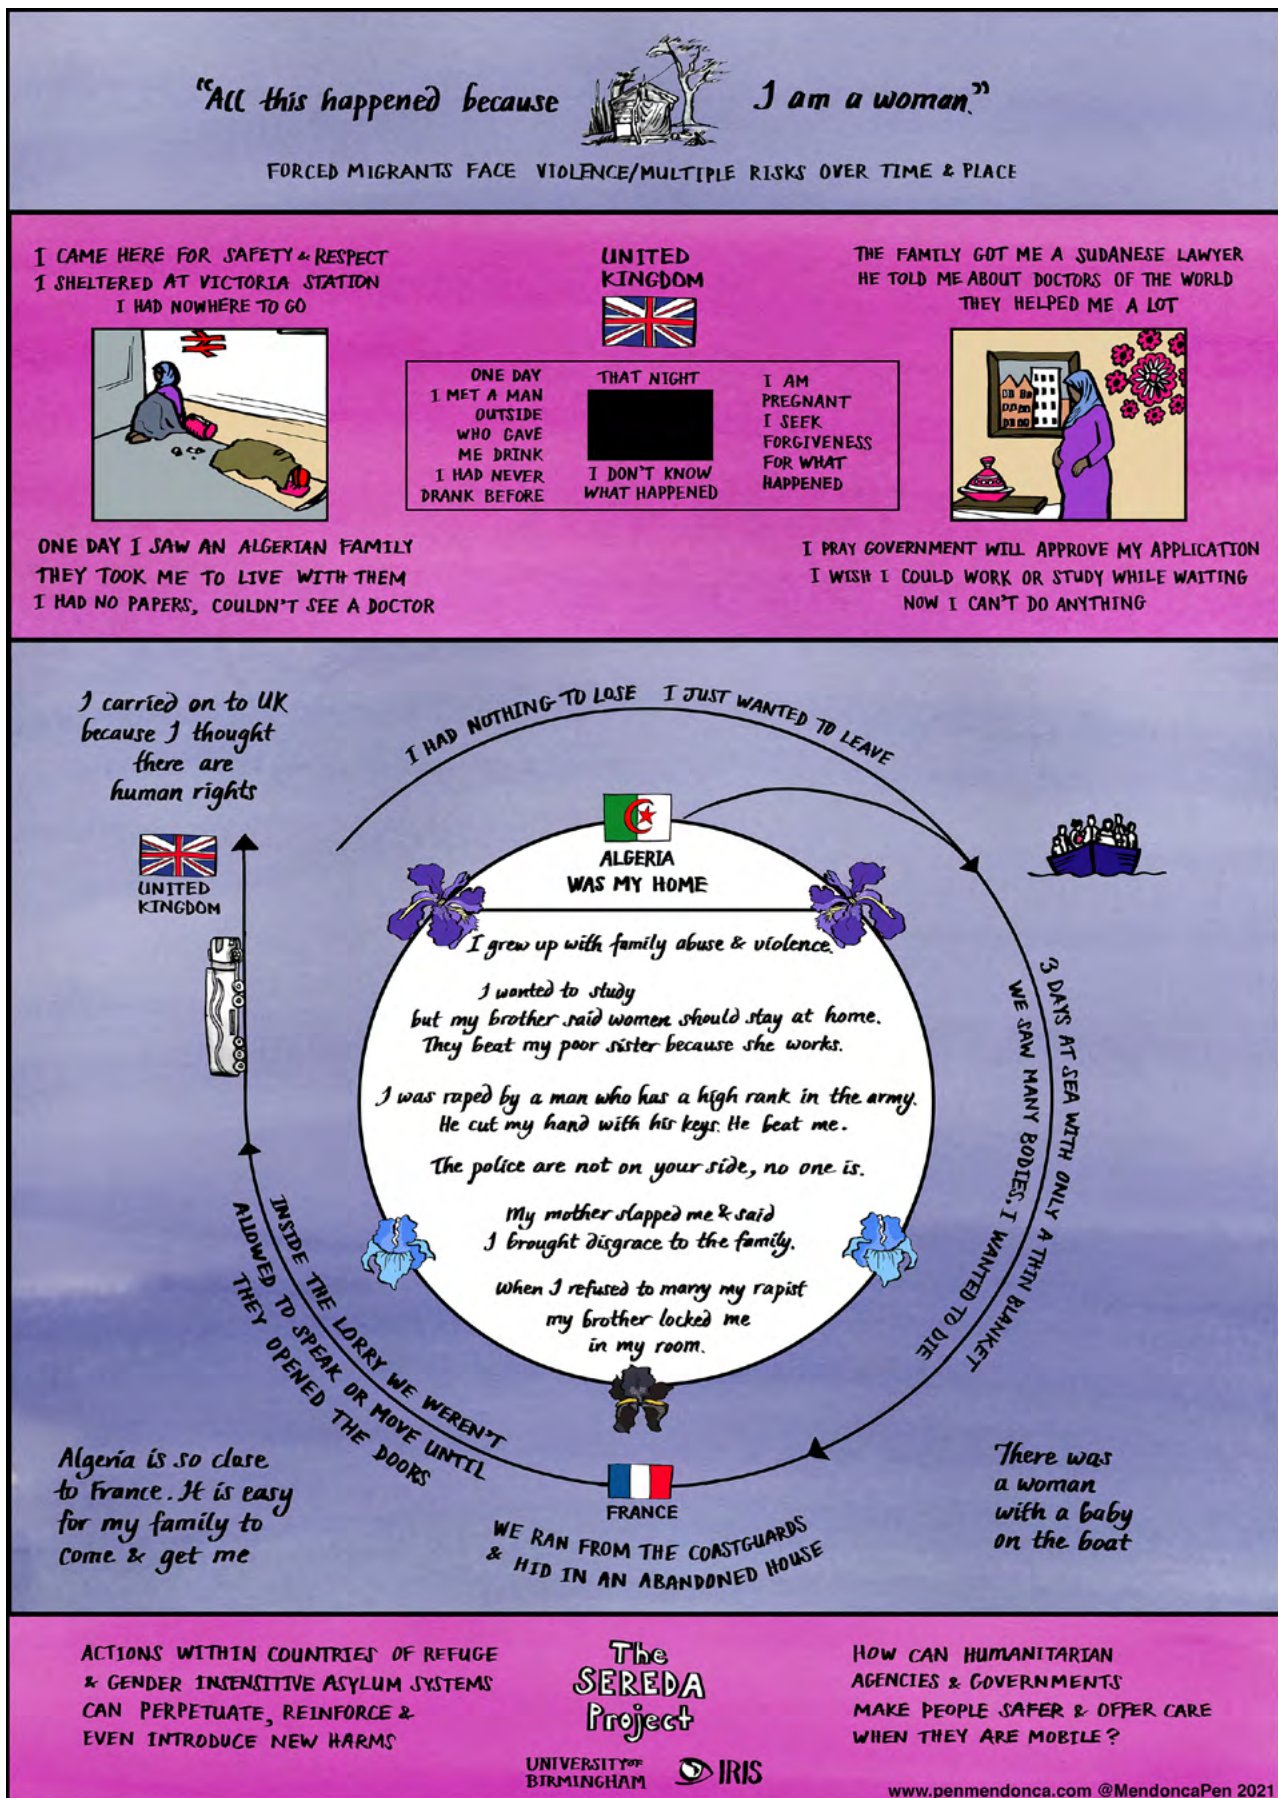 "All this happened because I am a woman."
FORCED MIGRANTS FACE VIOLENCE/MULTIPLE RISKS OVER TIME & PLACE
I CAME HERE FOR SAFETY & RESPECT
I SHELTERED AT VICTORIA STATION
I HAD NOWHERE TO GO
ONE DAY I SAW AN ALGERIAN FAMILY
THEY TOOK ME TO LIVE WITH THEM
I HAD NO PAPERS, COULDN'T SEE A DOCTOR
UNITED
KINGDOM
ONE DAY
I MET A MAN
OUTSIDE
WHO GAVE
ME DRINK
I HAD NEVER
DRANK BEFORE
THAT NIGHT
I DON'T KNOW
WHAT HAPPENED
I AM
PREGNANT
I SEEK
FORGIVENESS
FOR WHAT
HAPPENED
THE FAMILY GOT ME A SUDANESE LAWYER
HE TOLD ME ABOUT DOCTORS OF THE WORLD
THEY HELPED ME A LOT
I PRAY GOVERNMENT WILL APPROVE MY APPLICATION
I WISH I COULD WORK OR STUDY WHILE WAITING
NOW I CAN'T DO ANYTHING
I HAD NOTHING TO LOSE I JUST WANTED TO LEAVE
ALGERIA
WAS MY HOME
I grew up with family abuse & violence.
I wanted to study
but my brother said women should stay at home.
They beat my poor sister because she works.
I was raped by a man who has a high rank in the army.
He cut my hand with his keys. He beat me.
The police are not on your side, no one is.
My mother slapped me & said
I brought disgrace to the family.
When I refused to marry my rapist
my brother locked me
in my room.
3 DAYS AT SEA WITH ONLY A THIN BLANKET
WE SAW MANY BODIES. I WANTED TO DIE
There was
a woman
with a baby
on the boat
FRANCE
WE RAN FROM THE COASTGUARDS
& HID IN AN ABANDONED HOUSE
Algeria is so close
to France. It is easy
for my family to
come & get me
INSIDE THE LORRY WE WEREN'T
ALLOWED TO SPEAK OR MOVE UNTIL
THEY OPENED THE DOORS
I carried on to UK
because I thought
there are
human rights
UNITED
KINGDOM
ACTIONS WITHIN COUNTRIES OF REFUGE
& GENDER INSENSITIVE ASYLUM SYSTEMS
CAN PERPETUATE, REINFORCE &
EVEN INTRODUCE NEW HARMS
The
SEREDA
Project
UNIVERSITY OF
BIRMINGHAM
IRIS
HOW CAN HUMANITARIAN
AGENCIES & GOVERNMENTS
MAKE PEOPLE SAFER & OFFER CARE
WHEN THEY ARE MOBILE?
www.penmendonca.com @MendoncaPen 2021